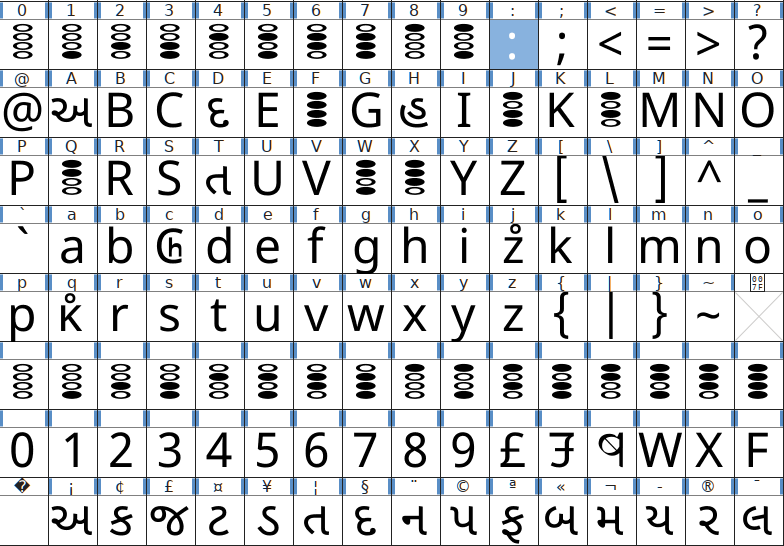 0 1 2 3 4 5 6 7 8 9 : ; < = > ?
: ; < = > ?
@ A B C D E F G H I J K L M N O
@ અ B C દ E G હ I K M N O
P Q R S T U V W X Y Z [ \ ] ^ _
P R S ત U V Y Z [ \ ] ^ _
` a b c d e f g h i j k l m n o
` a b d e f g h i z̊ k l m n o
p q r s t u v w x y z { | } ~ 007F
p k̊ r s t u v w x y z { | } ~
0 1 2 3 4 5 6 7 8 9 £ W X F
� ¡ ¢ £ ¤ ¥ ¦ § ¨ © ª « ¬ - ® ¯
અ ક જ ટ ડ ત દ ન પ ફ બ મ ય ર લ